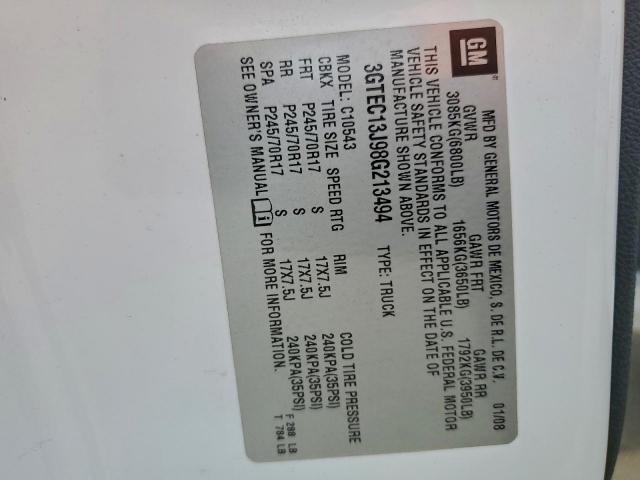 GM
MFD BY GENERAL MOTORS DE MEXICO, S. DE R.L. DE C.V. 01/08
GVWR GAWR FRT GAWR RR
3085KG(6800LB) 1656KG(3650LB) 1792KG(3950LB)
THIS VEHICLE CONFORMS TO ALL APPLICABLE U.S. FEDERAL MOTOR
VEHICLE SAFETY STANDARDS IN EFFECT ON THE DATE OF
MANUFACTURE SHOWN ABOVE.
3GTEC13J98G213494 TYPE: TRUCK
MODEL: C10543
CBKX TIRE SIZE SPEED RTG RIM COLD TIRE PRESSURE
FRT P245/70R17 S 17X7.5J 240KPA(35PSI)
RR P245/70R17 S 17X7.5J 240KPA(35PSI)
SPA P245/70R17 S 17X7.5J 240KPA(35PSI)
SEE OWNER'S MANUAL FOR MORE INFORMATION.
F 288 LB
T 784 LB